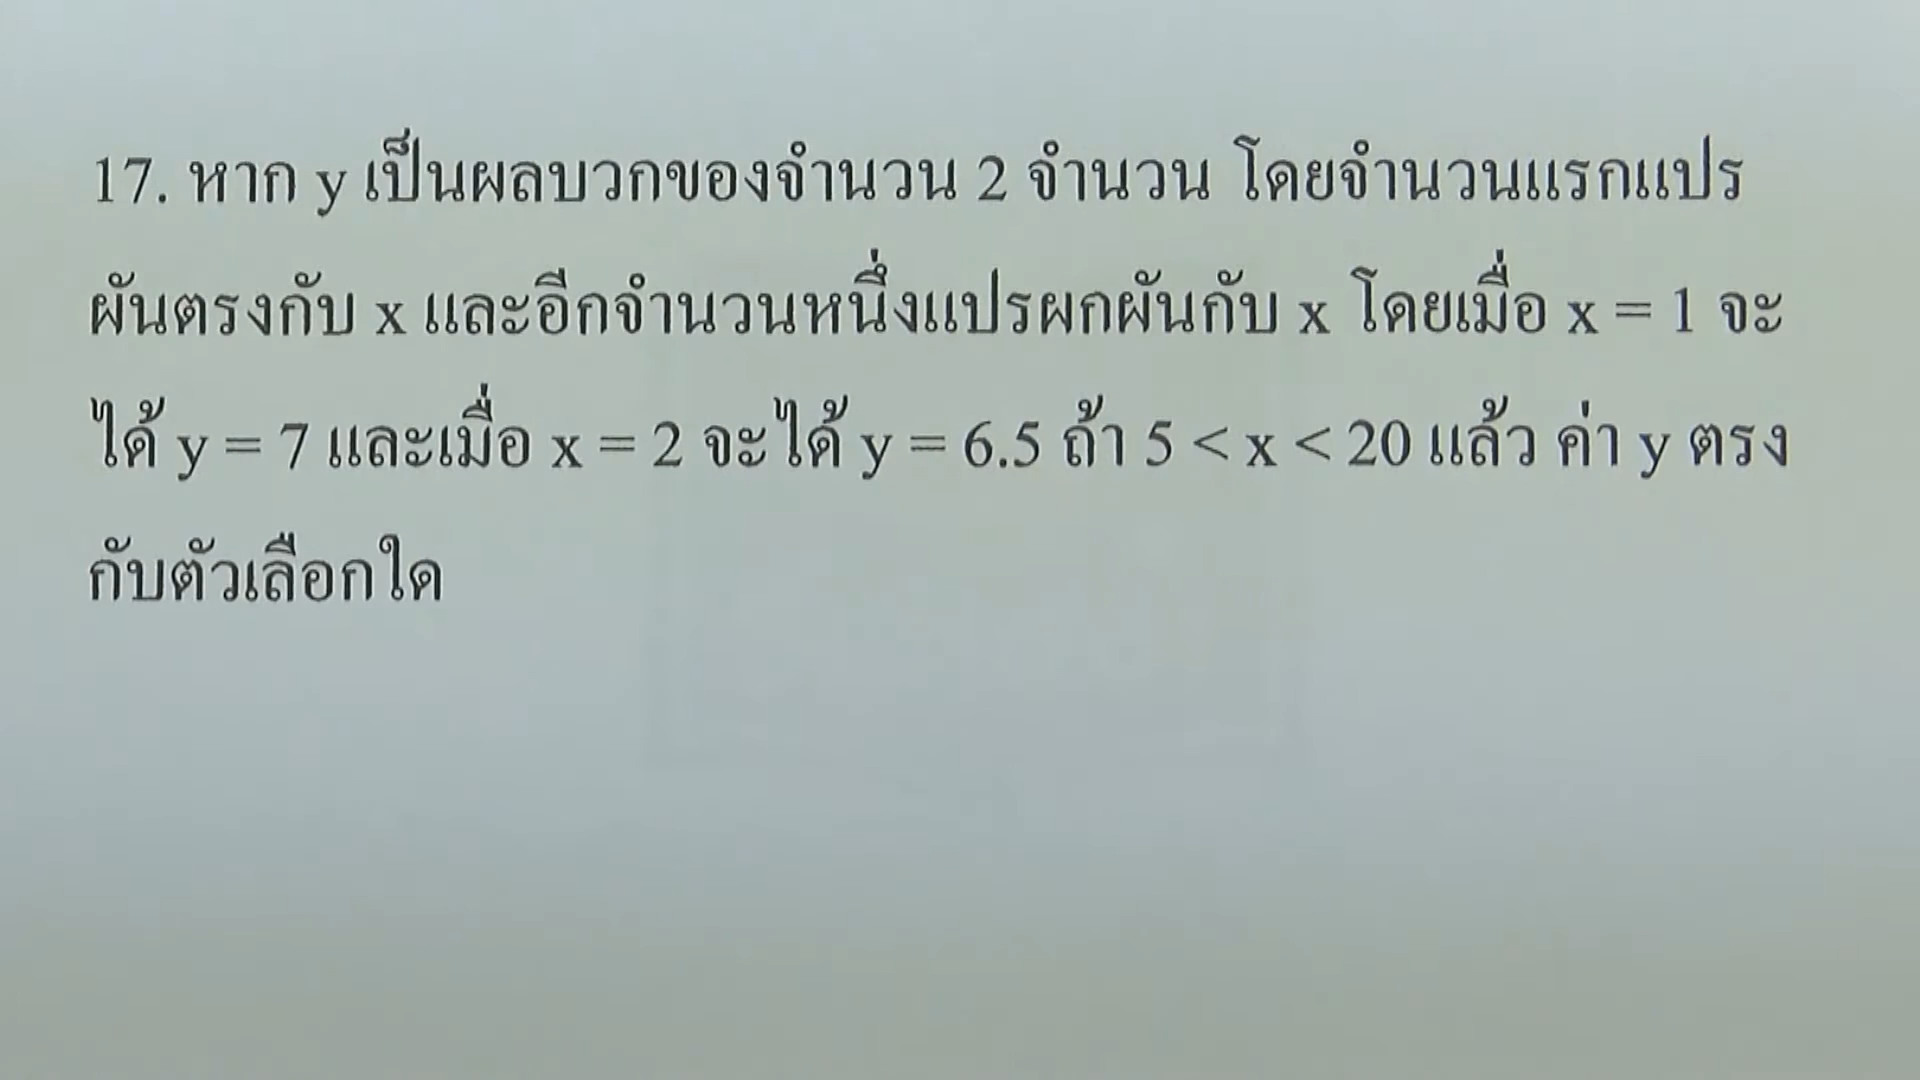 17. หาก y เป็นผลบวกของจำนวน 2 จำนวน โดยจำนวนแรกแปร
ผันตรงกับ x และอีกจำนวนหนึ่งแปรผกผันกับ x โดยเมื่อ x = 1 จะ
ได้ y = 7 และเมื่อ x = 2 จะได้ y = 6.5 ถ้า 5 < x < 20 แล้ว ค่า y ตรง
กับตัวเลือกใด